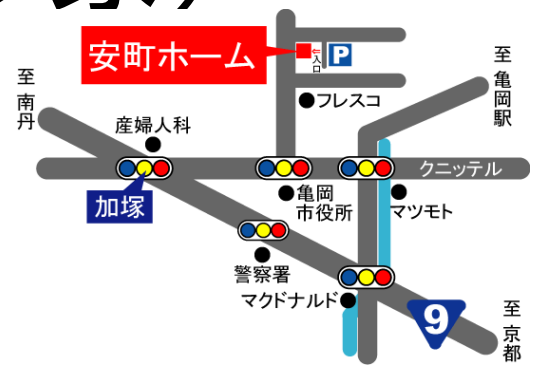 安町ホーム
⇐入口
P
至亀岡駅
至南丹
フレスコ
産婦人科
クニッテル
加塚
亀岡
市役所
マツモト
警察署
マクドナルド
9
至京都